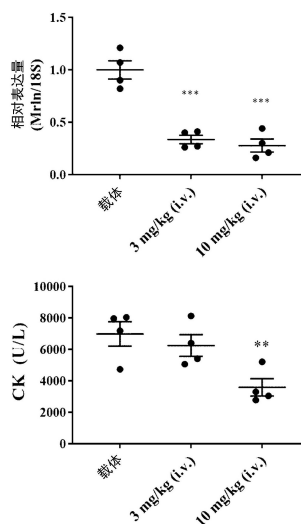 相对表达量
(Mrln/18S)
1.5
1.0
0.5
0.0
***
***
载体
3 mg/kg (i.v.)
10 mg/kg (i.v.)
CK (U/L)
10000
8000
6000
4000
2000
0
**
载体
3 mg/kg (i.v.)
10 mg/kg (i.v.)